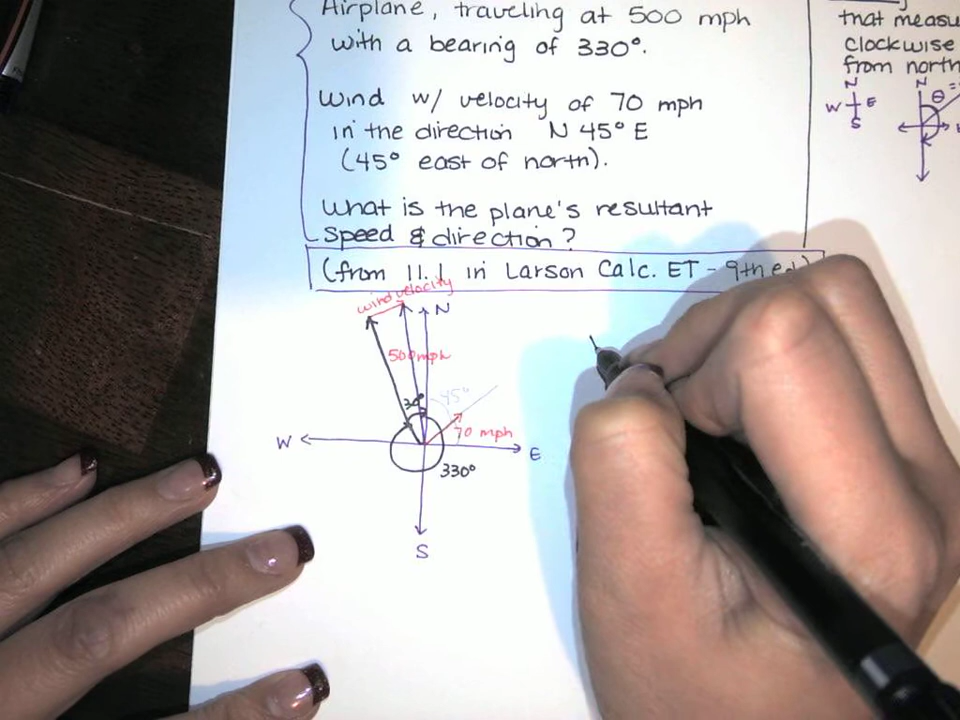 Airplane, traveling at 500 mph
with a bearing of 330°.
Wind w/ velocity of 70 mph
in the direction N 45° E
(45° east of north).
What is the plane's resultant
speed & direction?
(from 11.1 in Larson Calc. ET - 9th ed)
that measu
clockwise
from north
N
W E
S
N
θ =
wind velocity
N
500 mph
30°
45°
70 mph
W
E
330°
S